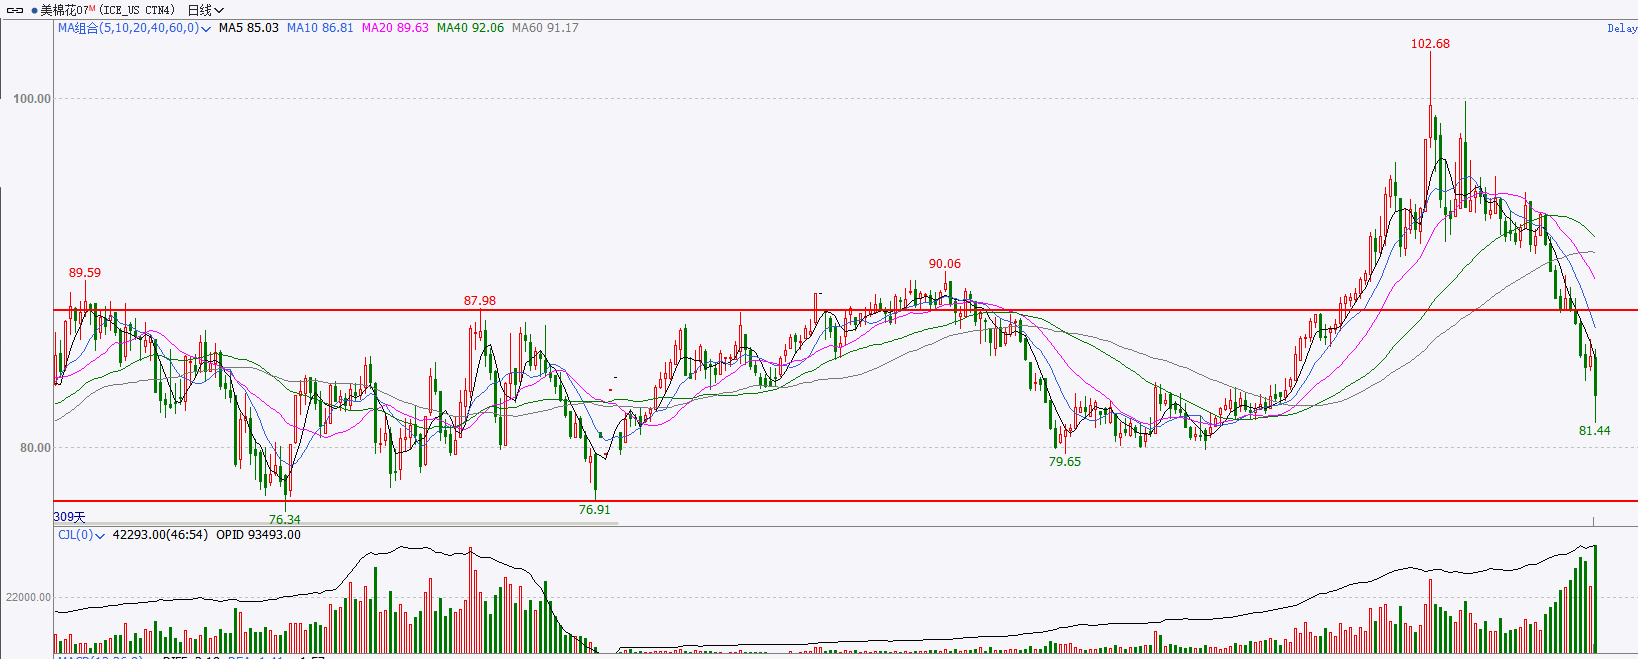 美棉花07M (ICE_US CTN4) 日线
MA组合(5,10,20,40,60,0) MA5 85.03 MA10 86.81 MA20 89.63 MA40 92.06 MA60 91.17
Delay
102.68
100.00
89.59
90.06
87.98
81.44
80.00
79.65
76.91
309天
76.34
CJL(0) 42293.00(46:54) OPID 93493.00
22000.00